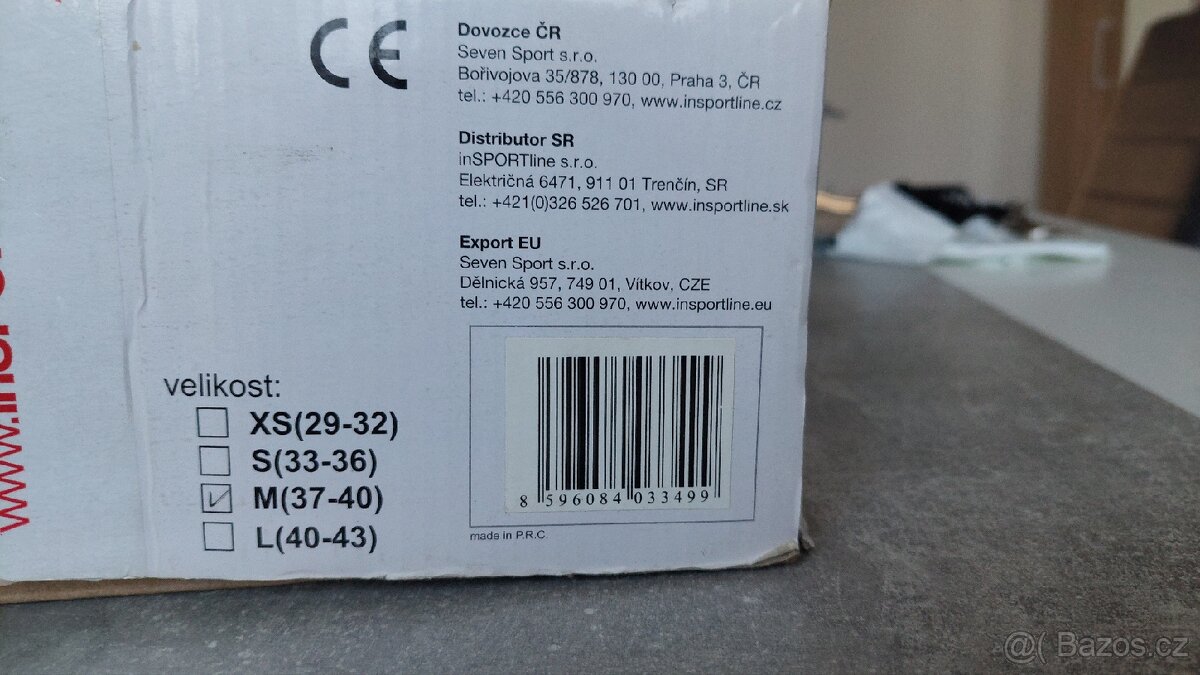 CE
Dovozce ČR
Seven Sport s.r.o.
Bořivojova 35/878, 130 00, Praha 3, ČR
tel.: +420 556 300 970, www.insportline.cz
Distributor SR
inSPORTline s.r.o.
Električná 6471, 911 01 Trenčín, SR
tel.: +421(0)326 526 701, www.insportline.sk
Export EU
Seven Sport s.r.o.
Dělnická 957, 749 01, Vítkov, CZE
tel.: +420 556 300 970, www.insportline.eu
velikost:
XS(29-32)
S(33-36)
M(37-40)
L(40-43)
8 596084 033499
made in P.R.C.
@( Bazos.cz